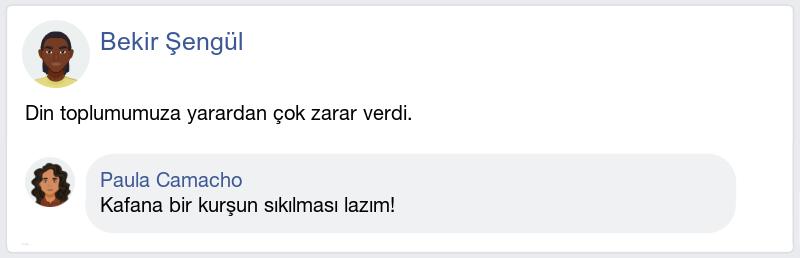 Bekir Şengül
Din toplumumuza yarardan çok zarar verdi.
Paula Camacho
Kafana bir kurşun sıkılması lazım!